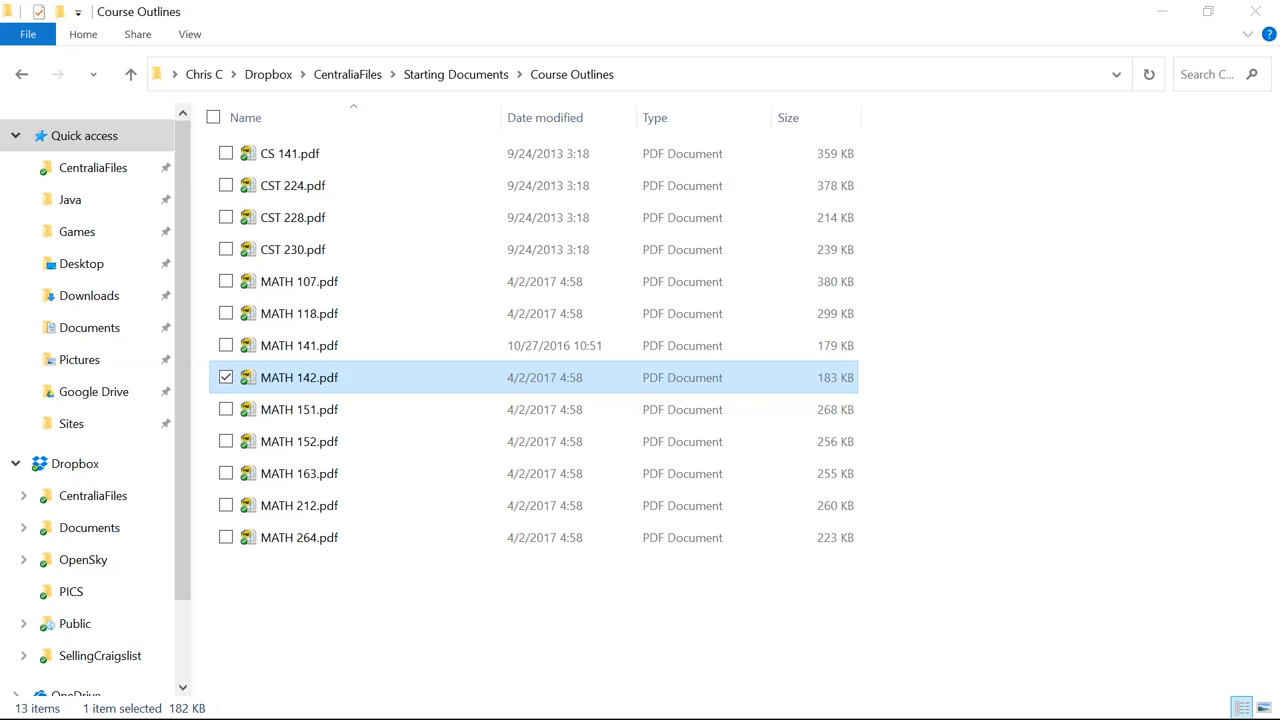 Course Outlines
File Home Share View
Chris C Dropbox CentraliaFiles Starting Documents Course Outlines Search C...
Name Date modified Type Size
Quick access
CentraliaFiles
Java
Games
Desktop
Downloads
Documents
Pictures
Google Drive
Sites
Dropbox
CentraliaFiles
Documents
OpenSky
PICS
Public
SellingCraigslist
OneDrive
CS 141.pdf 9/24/2013 3:18 PDF Document 359 KB
CST 224.pdf 9/24/2013 3:18 PDF Document 378 KB
CST 228.pdf 9/24/2013 3:18 PDF Document 214 KB
CST 230.pdf 9/24/2013 3:18 PDF Document 239 KB
MATH 107.pdf 4/2/2017 4:58 PDF Document 380 KB
MATH 118.pdf 4/2/2017 4:58 PDF Document 299 KB
MATH 141.pdf 10/27/2016 10:51 PDF Document 179 KB
MATH 142.pdf 4/2/2017 4:58 PDF Document 183 KB
MATH 151.pdf 4/2/2017 4:58 PDF Document 268 KB
MATH 152.pdf 4/2/2017 4:58 PDF Document 256 KB
MATH 163.pdf 4/2/2017 4:58 PDF Document 255 KB
MATH 212.pdf 4/2/2017 4:58 PDF Document 260 KB
MATH 264.pdf 4/2/2017 4:58 PDF Document 223 KB
13 items 1 item selected 182 KB